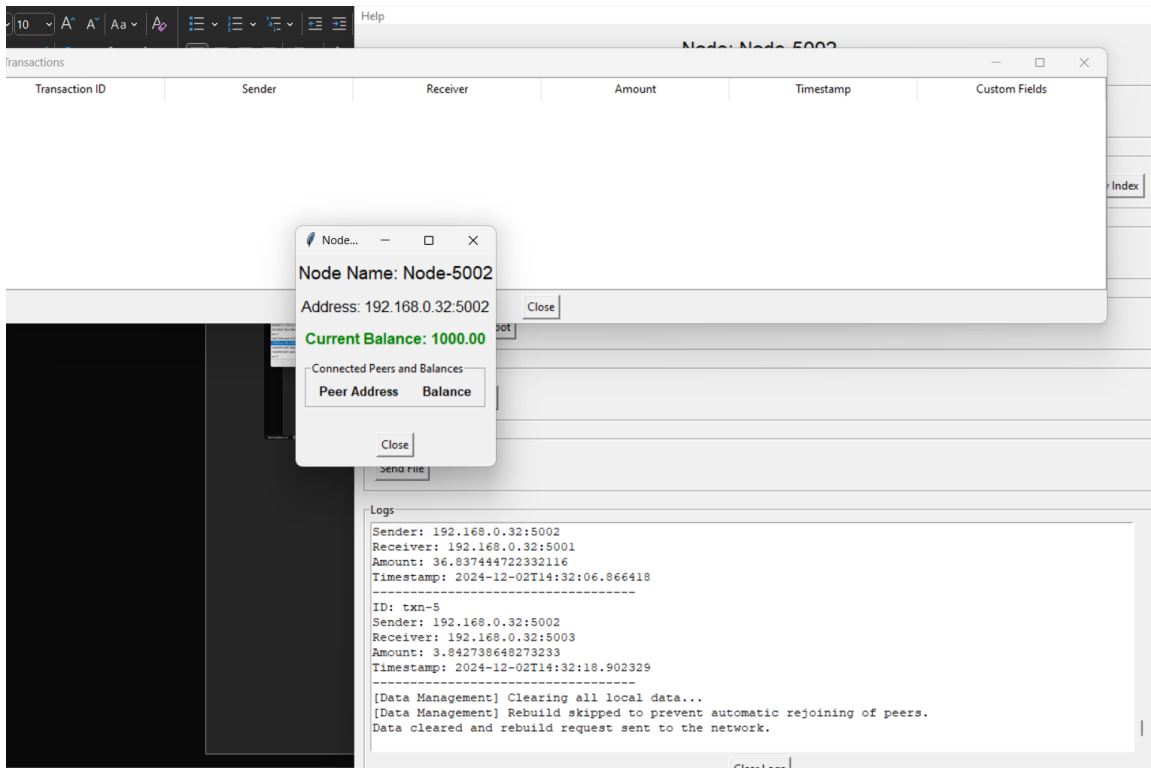 10
Aa
Help
Node: Node-5002
Transactions
Transaction ID Sender Receiver Amount Timestamp Custom Fields
Index
Node...
Node Name: Node-5002
Address: 192.168.0.32:5002
Close
Current Balance: 1000.00
Connected Peers and Balances
Peer Address Balance
Close
Send File
Logs
Sender: 192.168.0.32:5002
Receiver: 192.168.0.32:5001
Amount: 36.837444722332116
Timestamp: 2024-12-02T14:32:06.866418
-----------------------------------
ID: txn-5
Sender: 192.168.0.32:5002
Receiver: 192.168.0.32:5003
Amount: 3.842738648273233
Timestamp: 2024-12-02T14:32:18.902329
-----------------------------------
[Data Management] Clearing all local data...
[Data Management] Rebuild skipped to prevent automatic rejoining of peers.
Data cleared and rebuild request sent to the network.
Clear Logs